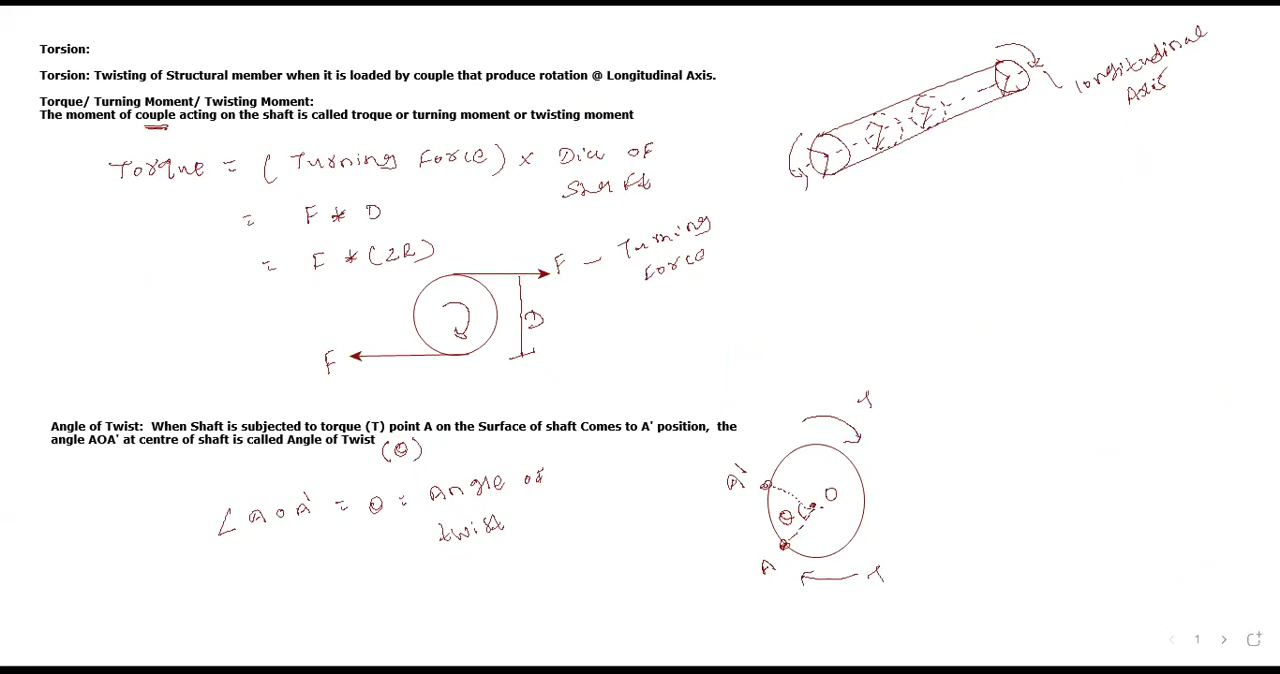 Torsion:
Torsion: Twisting of Structural member when it is loaded by couple that produce rotation @ Longitudinal Axis.
Longitudinal
Axis
Torque/ Turning Moment/ Twisting Moment:
The moment of couple acting on the shaft is called troque or turning moment or twisting moment
Torque = ( Turning Force) × Dia of
Shaft
= F * D
= F * (2R)
F - Turning
Force
D
F
Angle of Twist: When Shaft is subjected to torque (T) point A on the Surface of shaft Comes to A' position, the
angle AOA' at centre of shaft is called Angle of Twist
(θ)
∠AOA' = θ = Angle of
twist
T
A'
O
θ
A
T
1